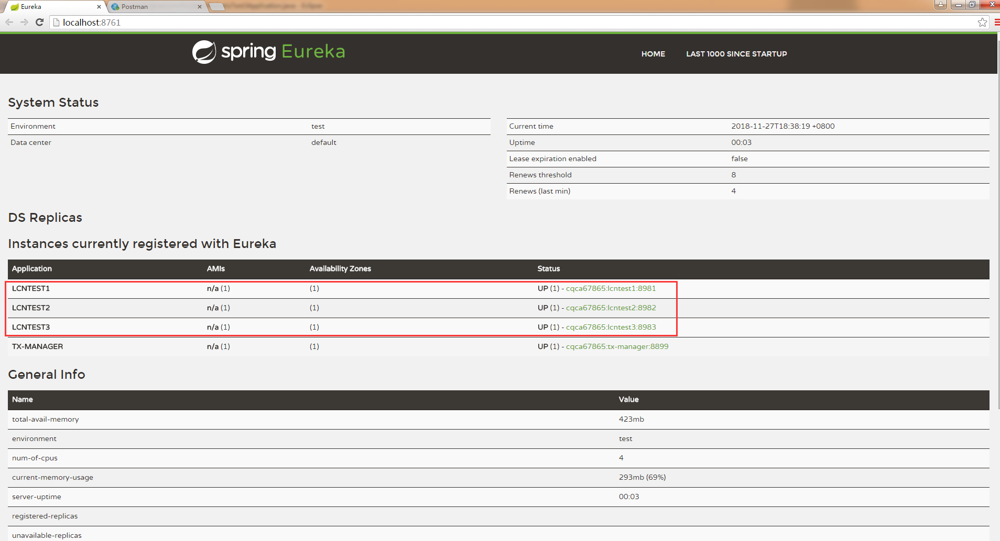 Eureka
Postman
localhost:8761
spring Eureka
HOME
LAST 1000 SINCE STARTUP
System Status
Environment test
Data center default
Current time 2018-11-27T18:38:19 +0800
Uptime 00:03
Lease expiration enabled false
Renews threshold 8
Renews (last min) 4
DS Replicas
Instances currently registered with Eureka
Application AMIs Availability Zones Status
LCNTEST1 n/a (1) (1) UP (1) - cqca67865:lcntest1:8981
LCNTEST2 n/a (1) (1) UP (1) - cqca67865:lcntest2:8982
LCNTEST3 n/a (1) (1) UP (1) - cqca67865:lcntest3:8983
TX-MANAGER n/a (1) (1) UP (1) - cqca67865:tx-manager:8899
General Info
Name Value
total-avail-memory 423mb
environment test
num-of-cpus 4
current-memory-usage 293mb (69%)
server-uptime 00:03
registered-replicas
unavailable-replicas